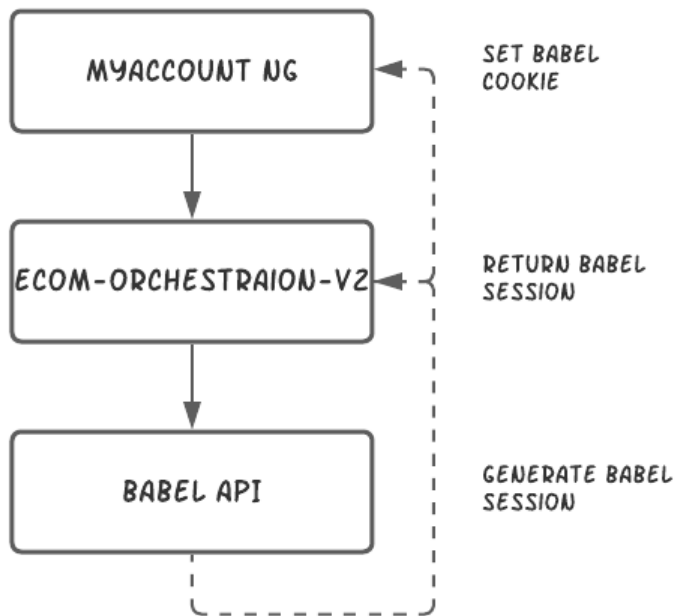 MYACCOUNT NG
SET BABEL
COOKIE
ECOM-ORCHESTRAION-V2
RETURN BABEL
SESSION
BABEL API
GENERATE BABEL
SESSION